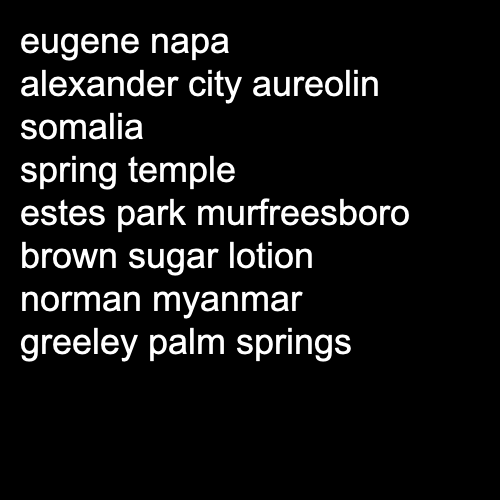 eugene napa
alexander city aureolin
somalia
spring temple
estes park murfreesboro
brown sugar lotion
norman myanmar
greeley palm springs